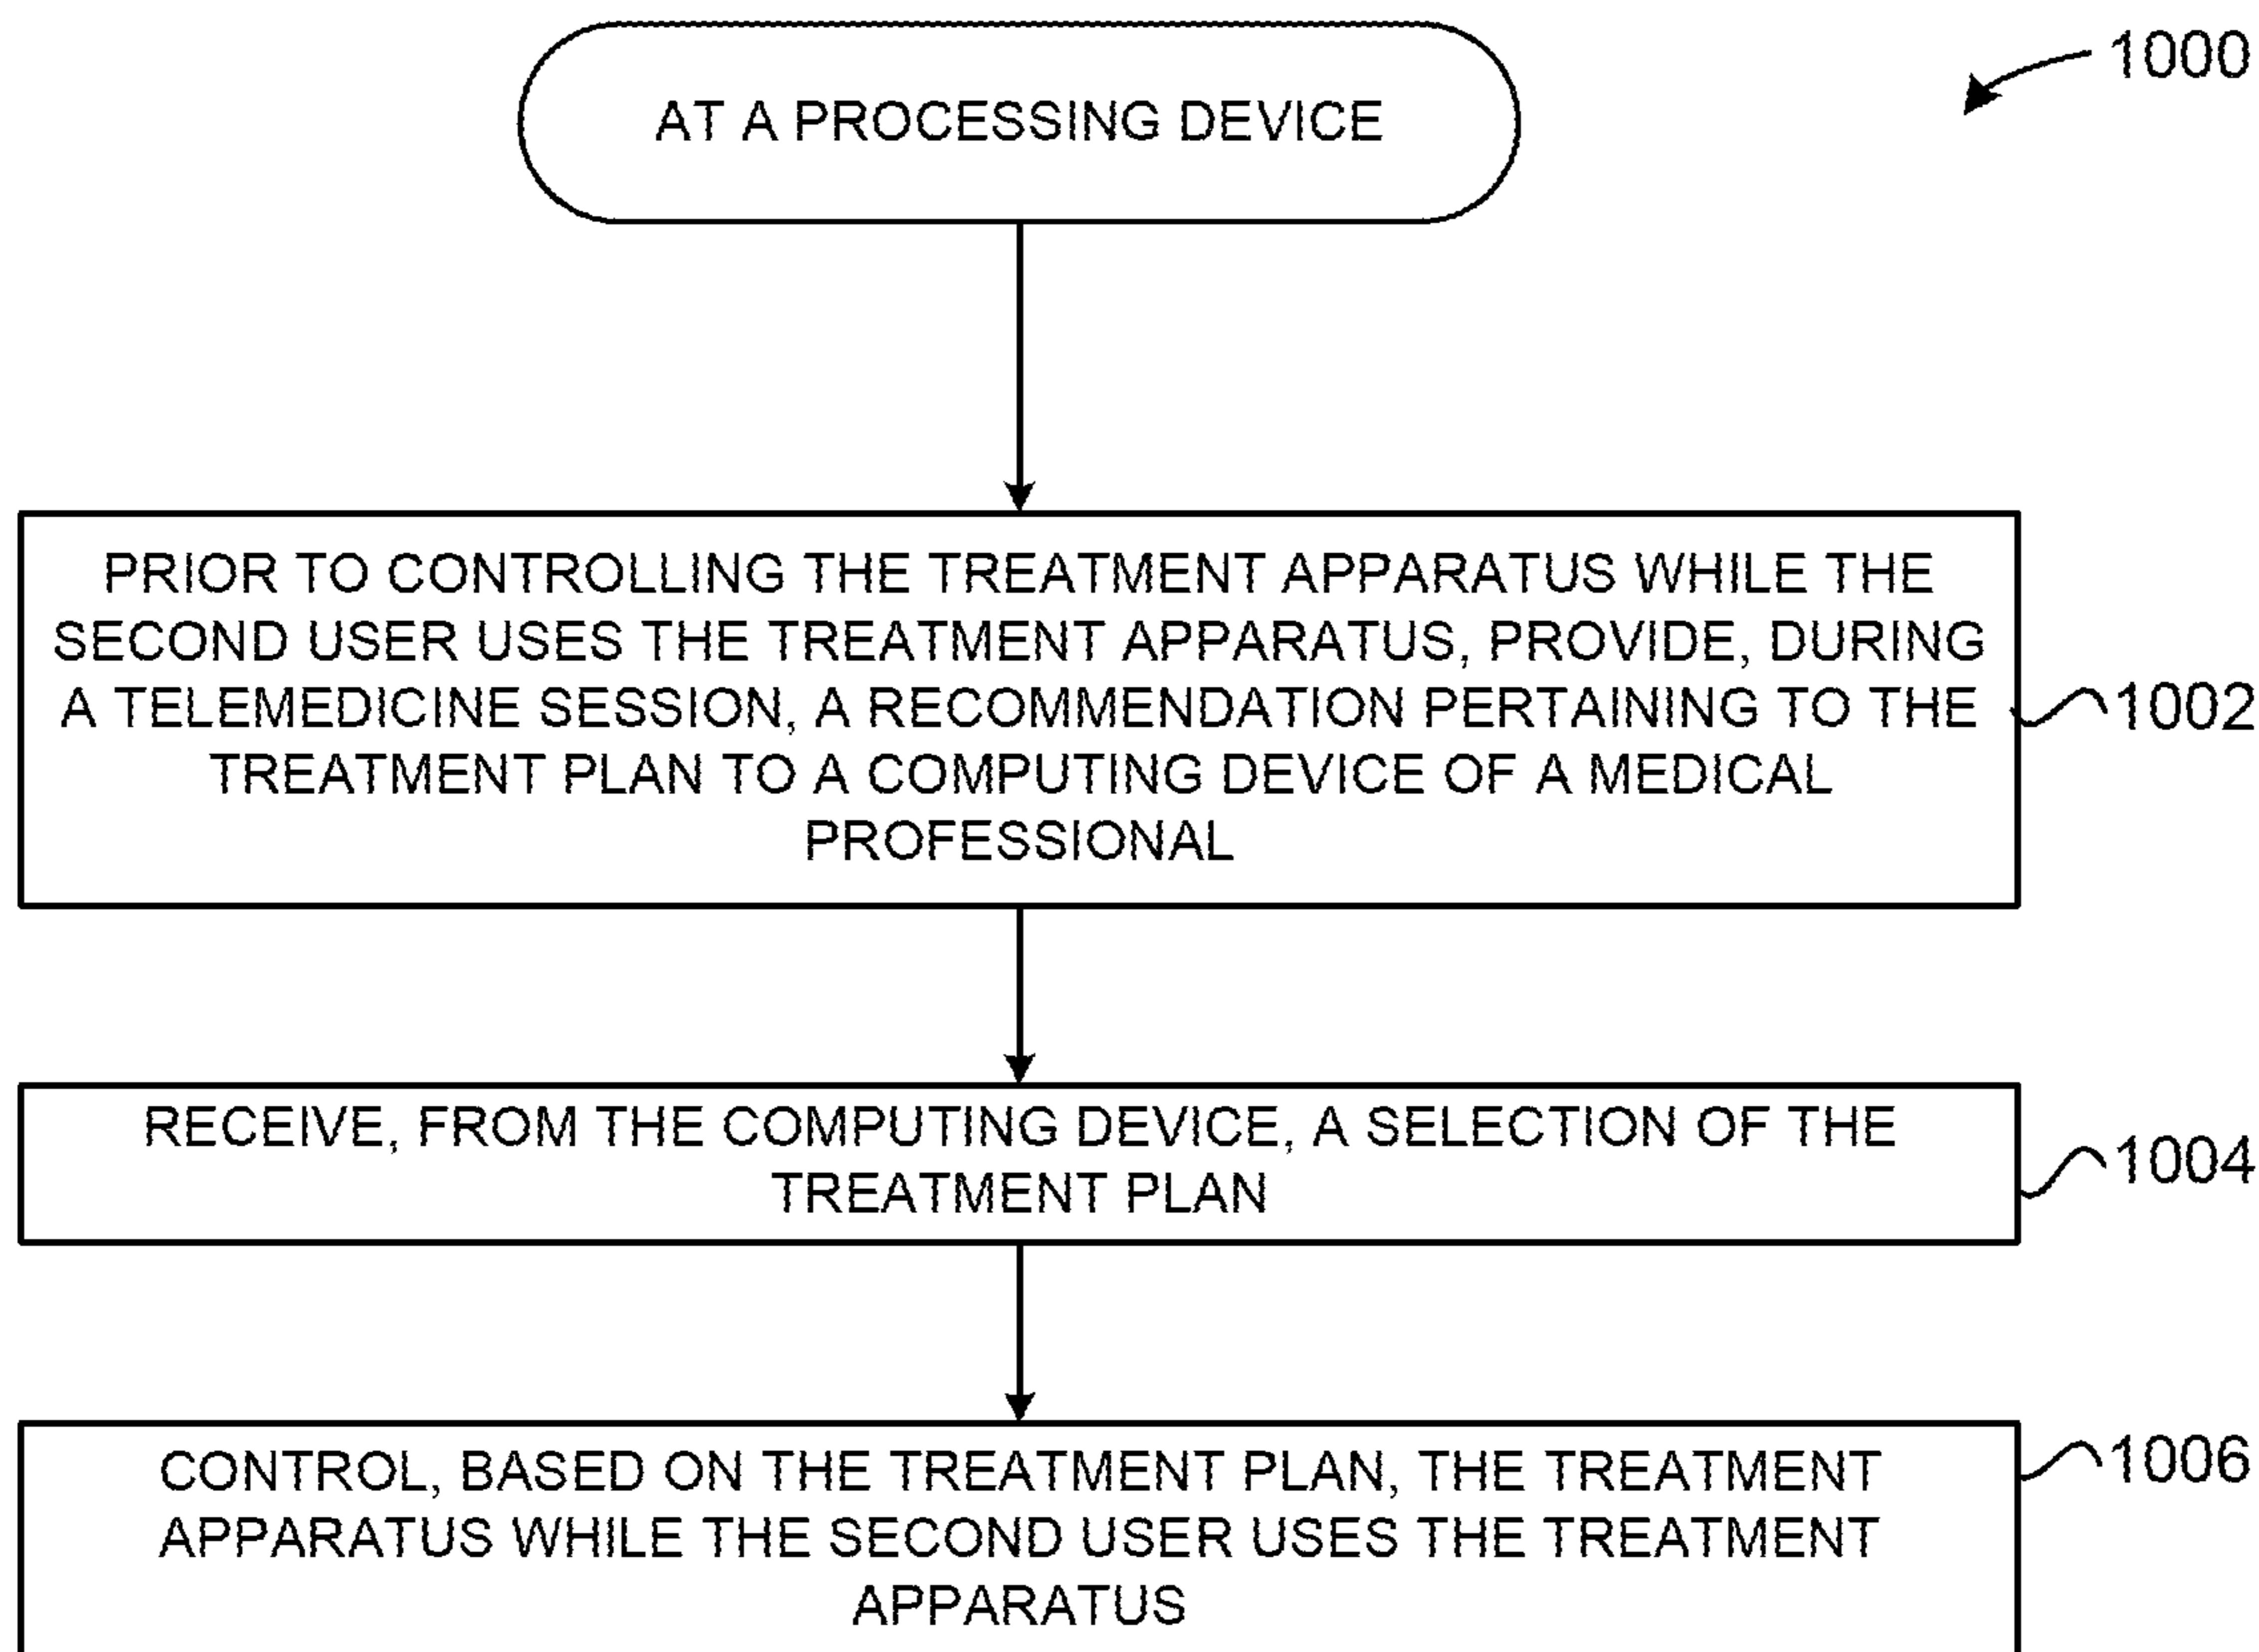 AT A PROCESSING DEVICE
1000
PRIOR TO CONTROLLING THE TREATMENT APPARATUS WHILE THE
SECOND USER USES THE TREATMENT APPARATUS, PROVIDE, DURING
A TELEMEDICINE SESSION, A RECOMMENDATION PERTAINING TO THE
TREATMENT PLAN TO A COMPUTING DEVICE OF A MEDICAL
PROFESSIONAL
1002
RECEIVE, FROM THE COMPUTING DEVICE, A SELECTION OF THE
TREATMENT PLAN
1004
CONTROL, BASED ON THE TREATMENT PLAN, THE TREATMENT
APPARATUS WHILE THE SECOND USER USES THE TREATMENT
APPARATUS
1006